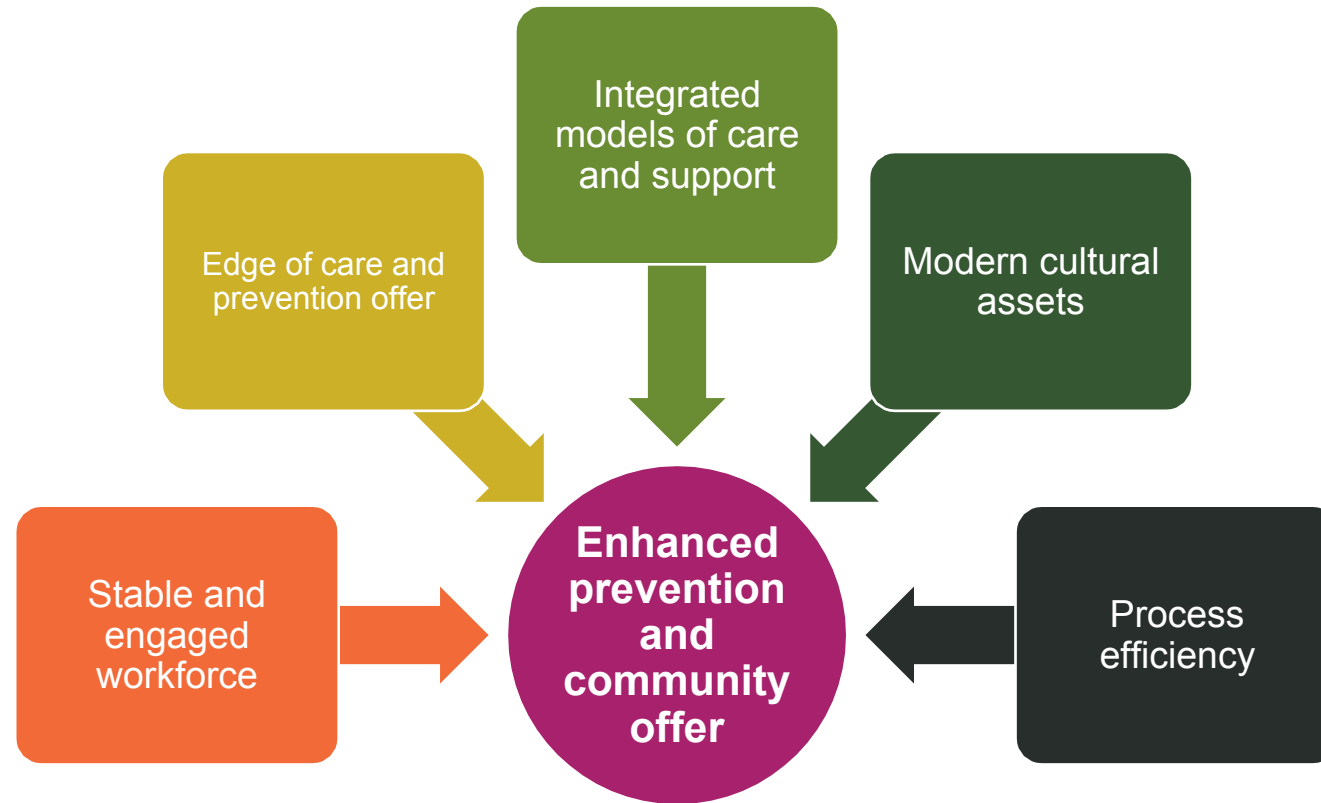 Integrated
models of care
and support
Edge of care and
prevention offer
Modern cultural
assets
Stable and
engaged
workforce
Enhanced
prevention
and
community
offer
Process
efficiency